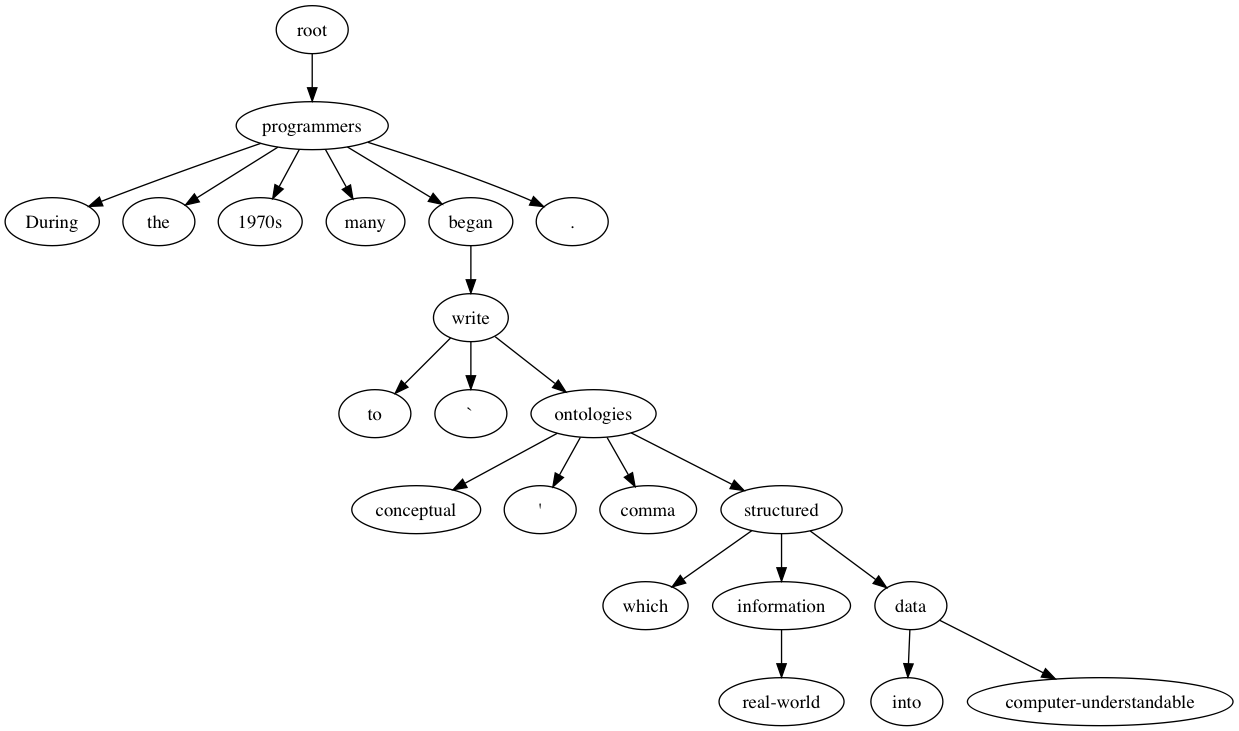 root
programmers
During the 1970s many began .
write
to ` ontologies
conceptual ' comma structured
which information data
real-world into computer-understandable